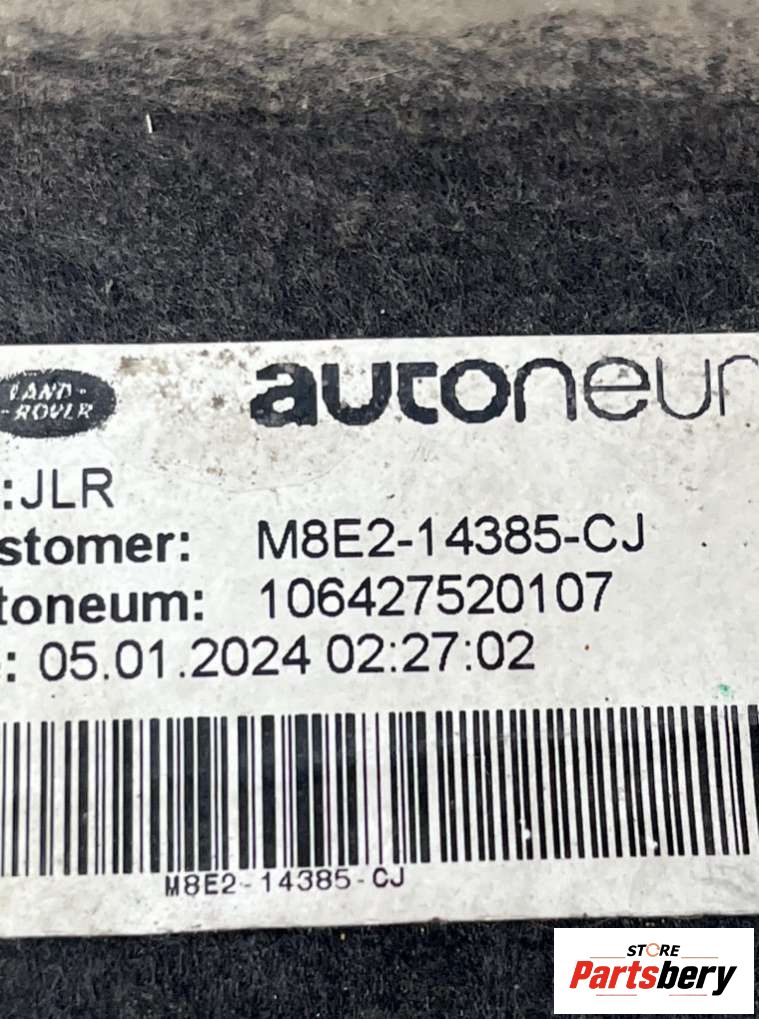 LAND-
-ROVER
autoneum
:JLR
stomer: M8E2-14385-CJ
toneum: 106427520107
: 05.01.2024 02:27:02
M8E2-14385-CJ
STORE
Partsbery